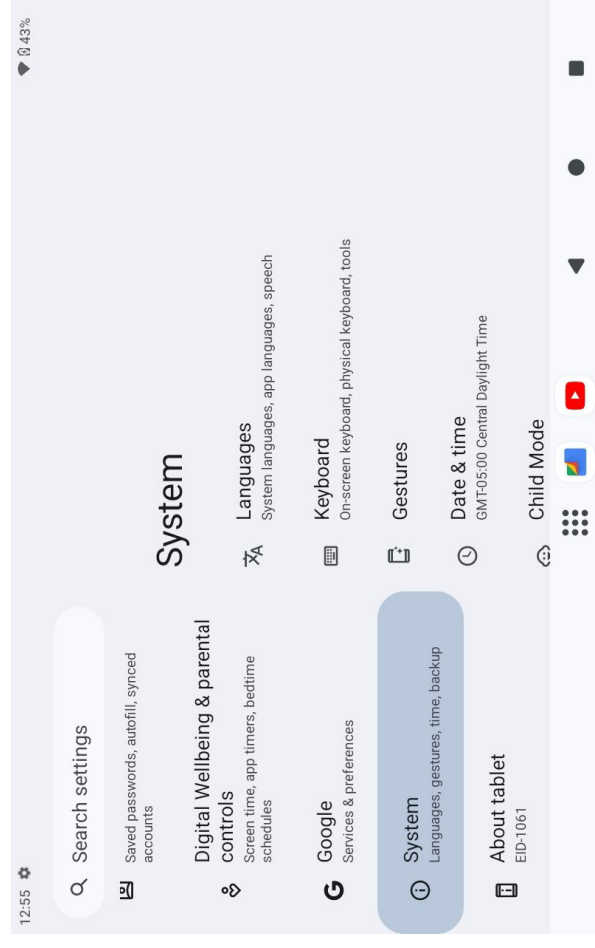 12:55
43%
Search settings
Saved passwords, autofill, synced
accounts
Digital Wellbeing & parental
controls
Screen time, app timers, bedtime
schedules
Google
Services & preferences
System
Languages, gestures, time, backup
About tablet
EID-1061
System
Languages
System languages, app languages, speech
Keyboard
On-screen keyboard, physical keyboard, tools
Gestures
Date & time
GMT-05:00 Central Daylight Time
Child Mode